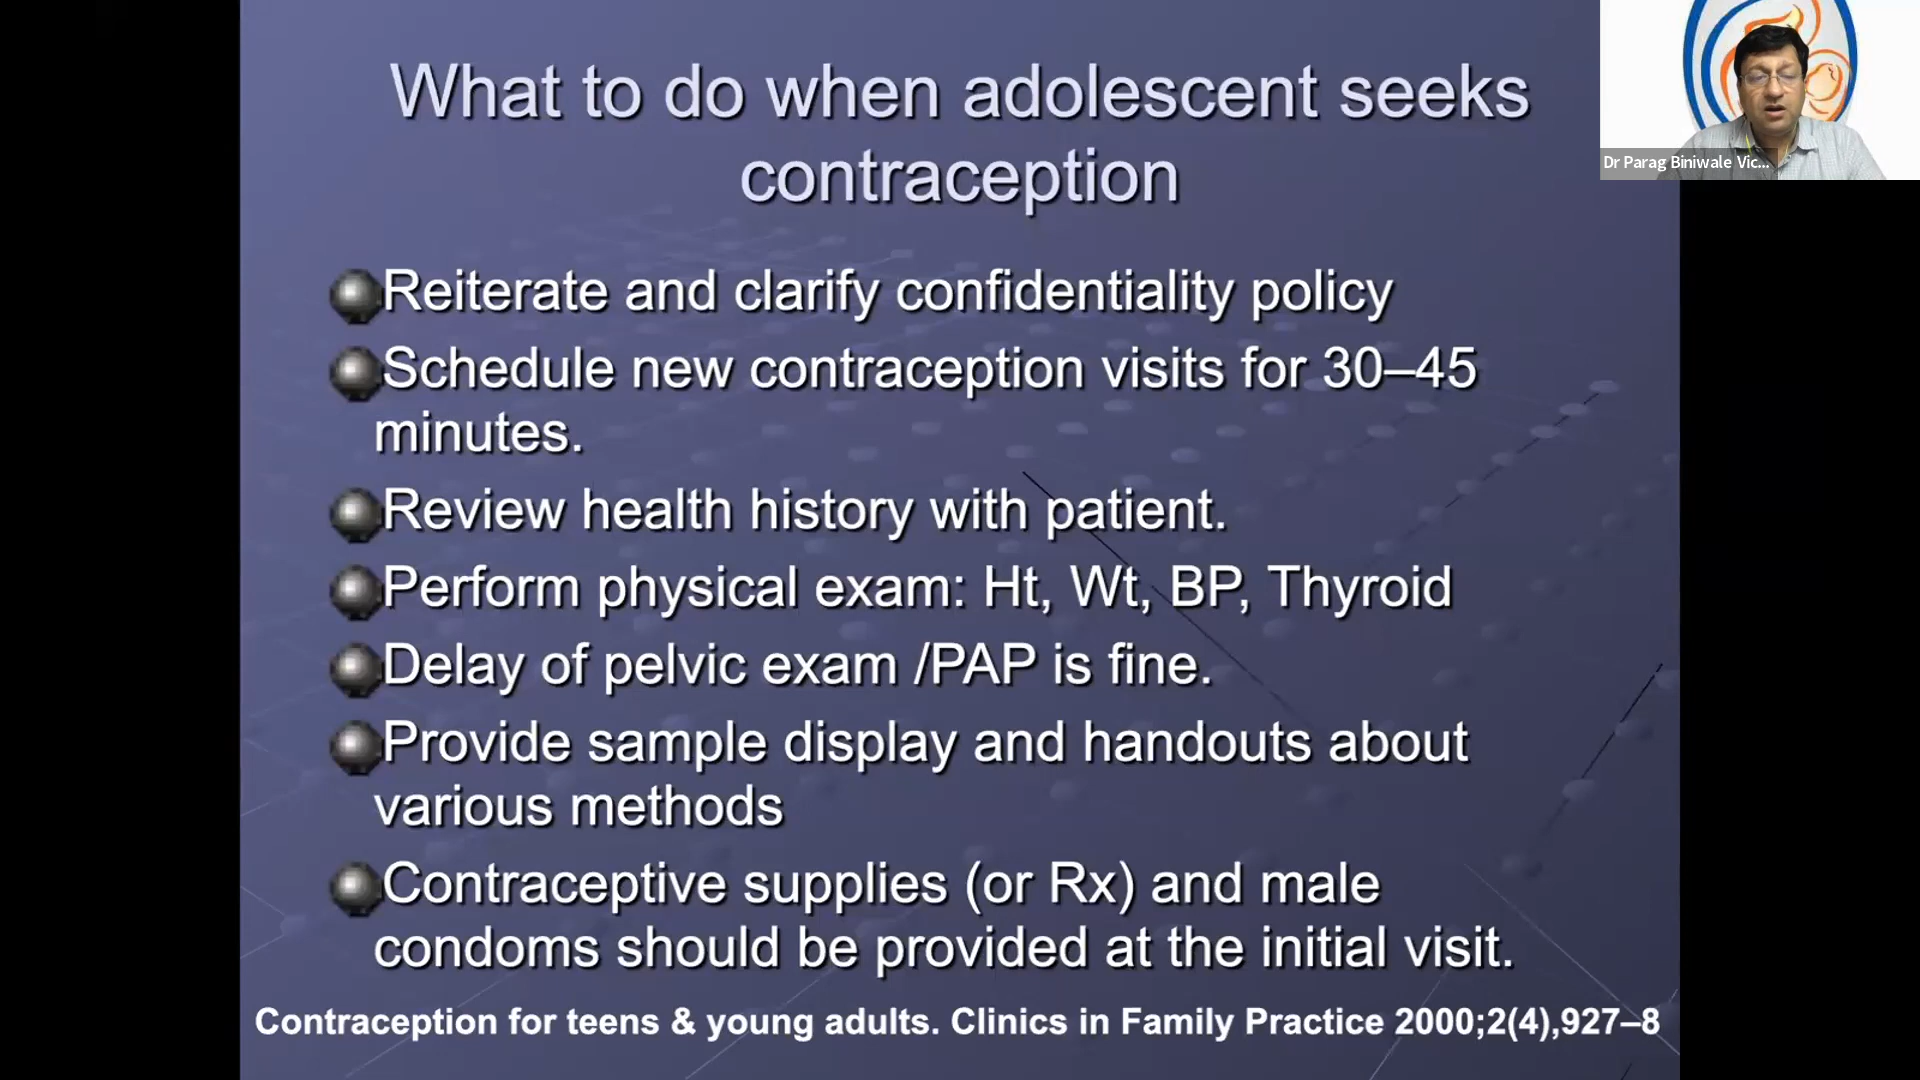 What to do when adolescent seeks
contraception
Dr Parag Biniwale Vic...
Reiterate and clarify confidentiality policy
Schedule new contraception visits for 30–45
minutes.
Review health history with patient.
Perform physical exam: Ht, Wt, BP, Thyroid
Delay of pelvic exam /PAP is fine.
Provide sample display and handouts about
various methods
Contraceptive supplies (or Rx) and male
condoms should be provided at the initial visit.
Contraception for teens & young adults. Clinics in Family Practice 2000;2(4),927–8